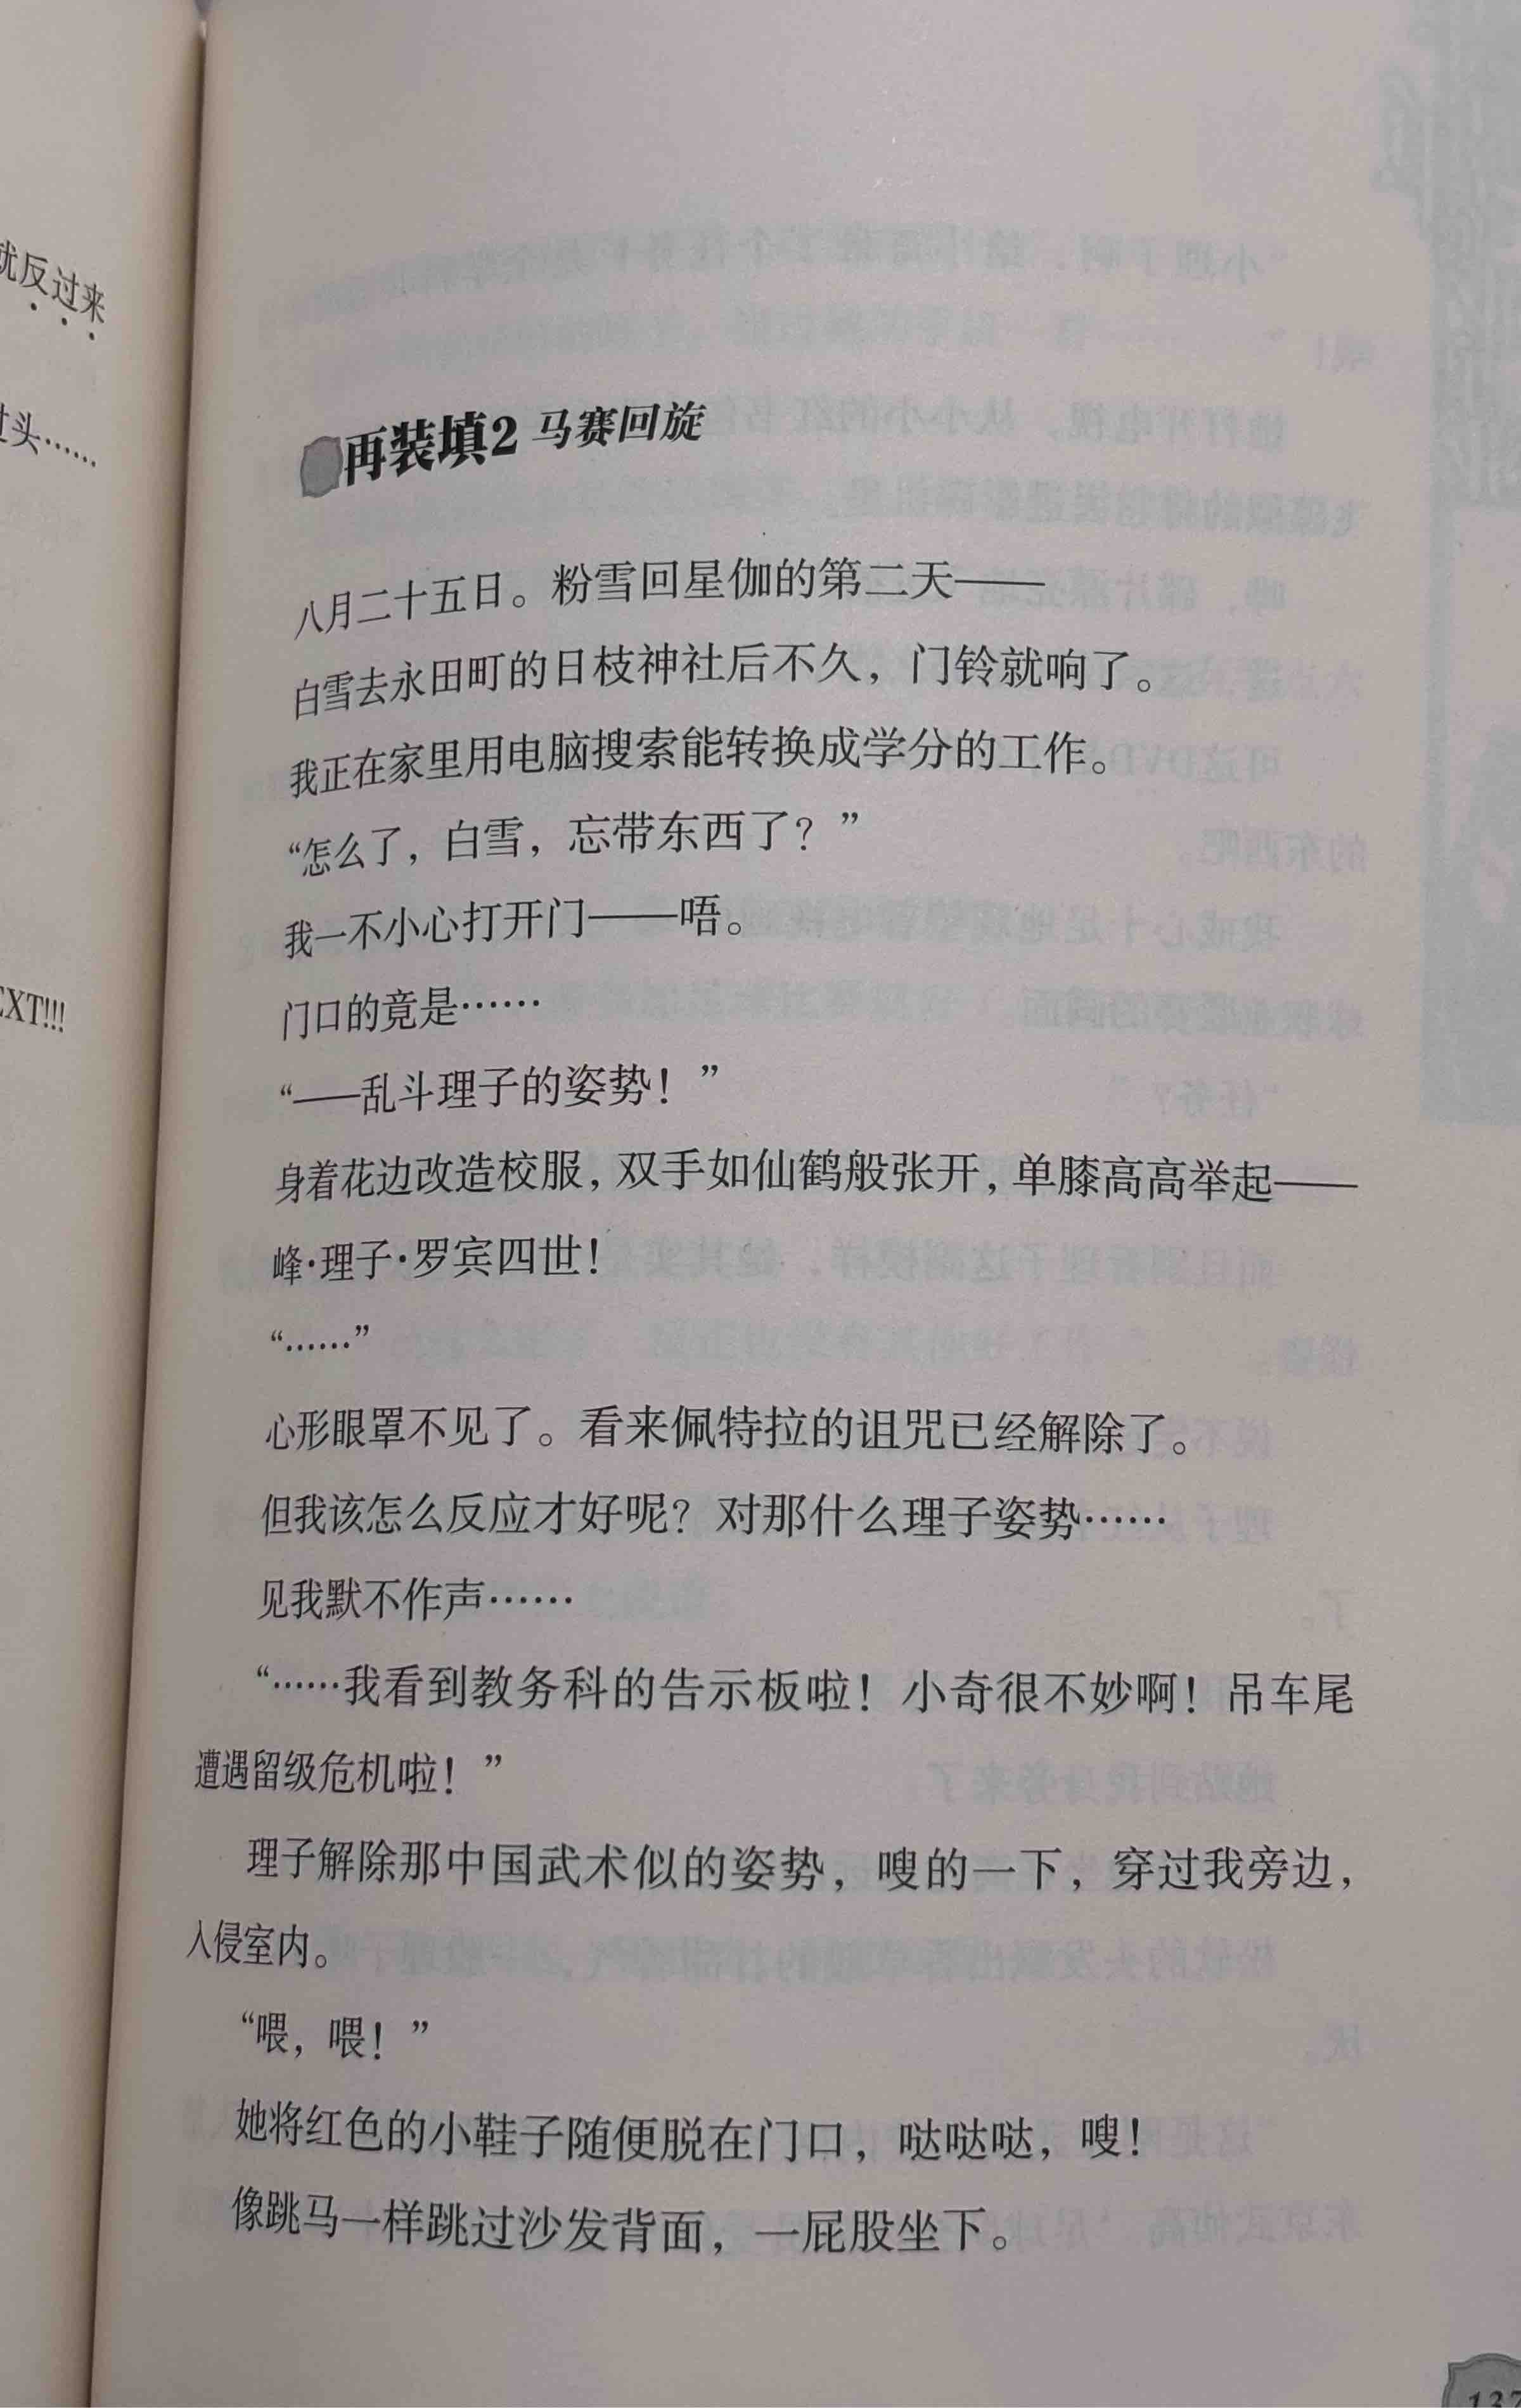 就反过来
过头……
EXT!!!
再装填2 马赛回旋
八月二十五日。粉雪回星伽的第二天——
白雪去永田町的日枝神社后不久，门铃就响了。
我正在家里用电脑搜索能转换成学分的工作。
“怎么了，白雪，忘带东西了？”
我一不小心打开门——唔。
门口的竟是……
“——乱斗理子的姿势！”
身着花边改造校服，双手如仙鹤般张开，单膝高高举起——
峰·理子·罗宾四世！
“……”
心形眼罩不见了。看来佩特拉的诅咒已经解除了。
但我该怎么反应才好呢？对那什么理子姿势……
见我默不作声……
“……我看到教务科的告示板啦！小奇很不妙啊！吊车尾
遭遇留级危机啦！”
理子解除那中国武术似的姿势，嗖的一下，穿过我旁边，
入侵室内。
“喂，喂！”
她将红色的小鞋子随便脱在门口，哒哒哒，嗖！
像跳马一样跳过沙发背面，一屁股坐下。
137